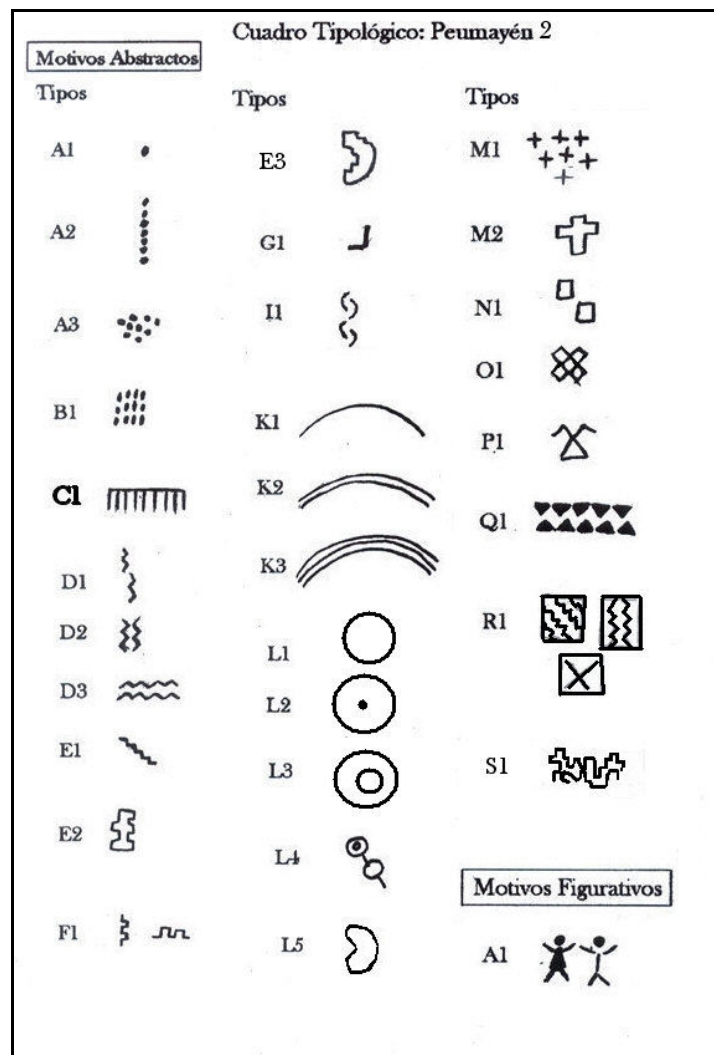 Cuadro Tipológico: Peumayén 2
Motivos Abstractos
Tipos
A1
A2
A3
B1
C1
D1
D2
D3
E1
E2
F1
Tipos
E3
G1
I1
K1
K2
K3
L1
L2
L3
L4
L5
Tipos
M1
M2
N1
O1
P1
Q1
R1
S1
Motivos Figurativos
A1